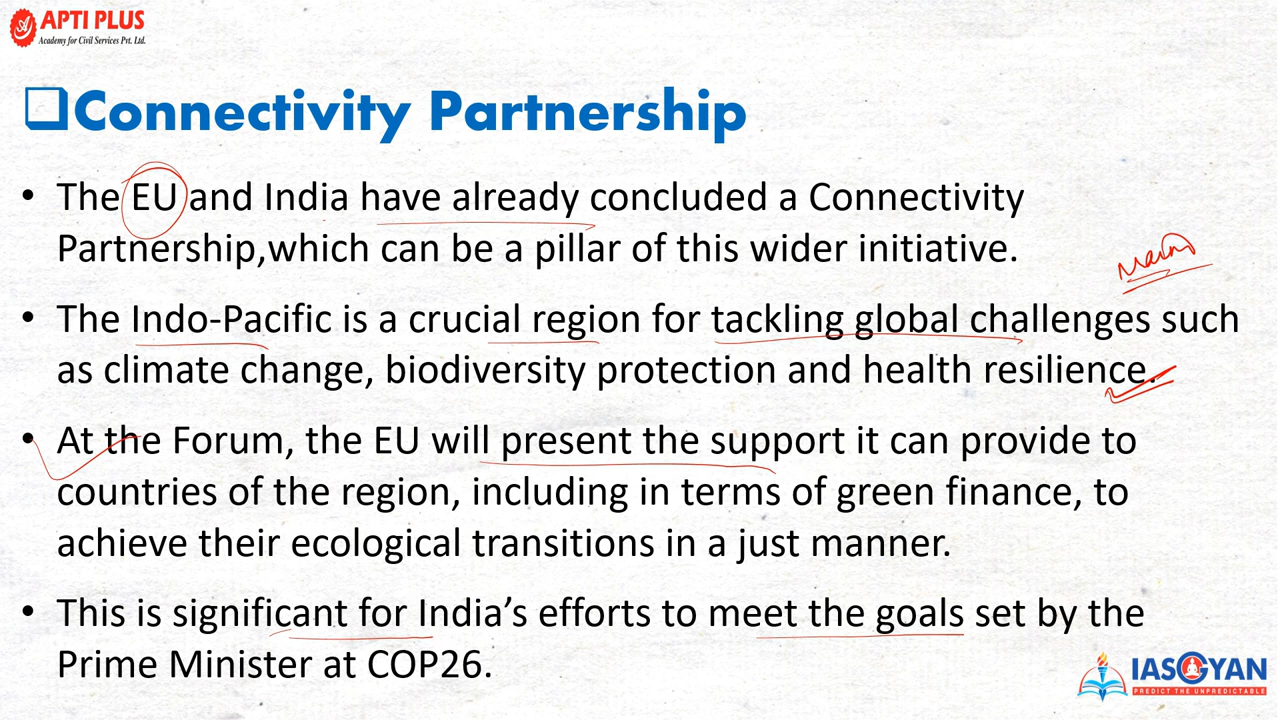 APTI PLUS
Academy for Civil Services Pvt. Ltd.
Connectivity Partnership
• The EU and India have already concluded a Connectivity
Partnership,which can be a pillar of this wider initiative.
Mains
• The Indo-Pacific is a crucial region for tackling global challenges such
as climate change, biodiversity protection and health resilience.
• At the Forum, the EU will present the support it can provide to
countries of the region, including in terms of green finance, to
achieve their ecological transitions in a just manner.
• This is significant for India’s efforts to meet the goals set by the
Prime Minister at COP26.
IASGYAN
PREDICT THE UNPREDICTABLE